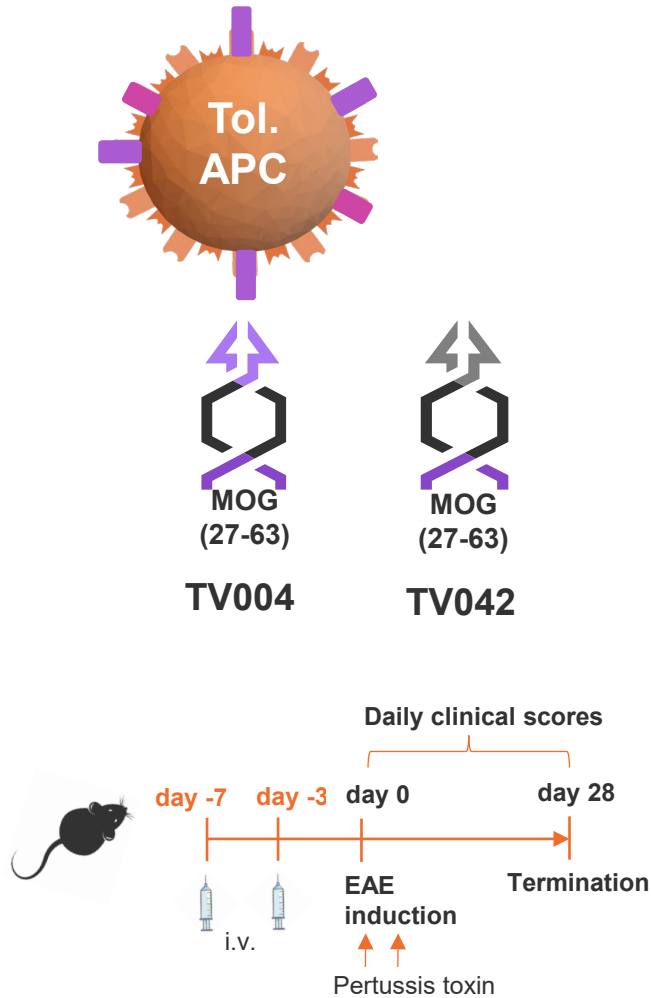 Tol.
APC
MOG
(27-63)
TV004
MOG
(27-63)
TV042
Daily clinical scores
day -7
day -3
day 0
day 28
i.v.
EAE
induction
Termination
Pertussis toxin